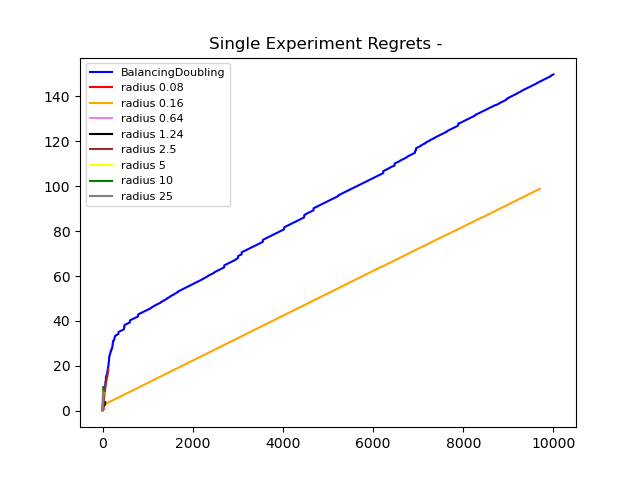 Single Experiment Regrets -
BalancingDoubling
radius 0.08
radius 0.16
radius 0.64
radius 1.24
radius 2.5
radius 5
radius 10
radius 25
140
120
100
80
60
40
20
0
0 2000 4000 6000 8000 10000